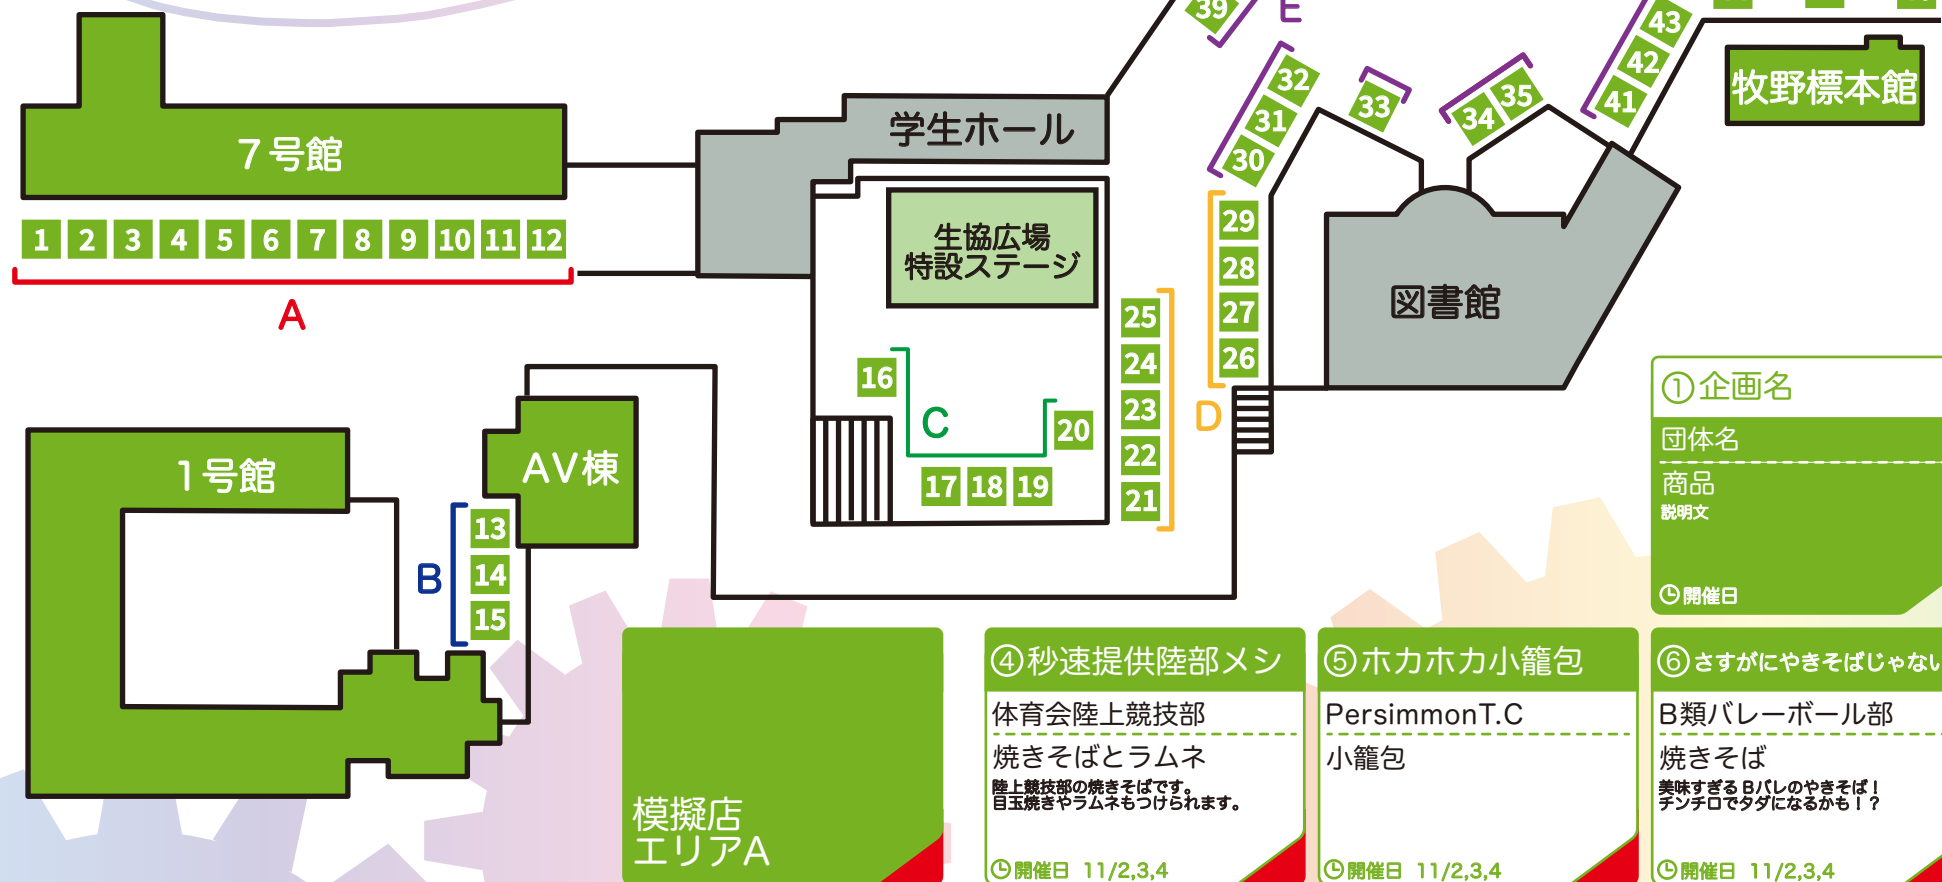 39
E
43
42
41
32
31
30
33
35
34
牧野標本館
7号館
学生ホール
生協広場
特設ステージ
1 2 3 4 5 6 7 8 9 10 11 12
A
29
28
27
26
図書館
25
24
23
22
21
D
16
C
20
17 18 19
1号館
AV棟
13
14
15
B
①企画名
団体名
商品
説明文
開催日
模擬店
エリアA
④秒速提供陸部メシ
体育会陸上競技部
焼きそばとラムネ
陸上競技部の焼きそばです。
目玉焼きやラムネもつけられます。
開催日 11/2,3,4
⑤ホカホカ小籠包
PersimmonT.C
小籠包
開催日 11/2,3,4
⑥さすがにやきそばじゃない
B類バレーボール部
焼きそば
美味すぎるBバレのやきそば！
チンチロでタダになるかも！？
開催日 11/2,3,4